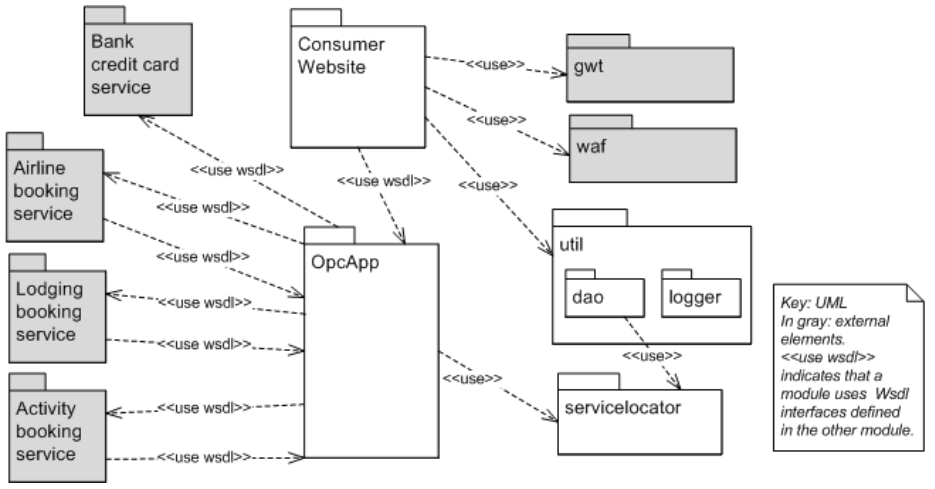 Bank
credit card
service
Consumer
Website
<<use>>
gwt
<<use>>
waf
Airline
booking
service
<<use wsdl>>
<<use wsdl>>
<<use wsdl>>
<<use>>
<<use wsdl>>
OpcApp
util
dao
logger
Lodging
booking
service
<<use wsdl>>
<<use wsdl>>
<<use>>
<<use>>
servicelocator
Activity
booking
service
<<use wsdl>>
<<use wsdl>>
Key: UML
In gray: external
elements.
<<use wsdl>>
indicates that a
module uses Wsdl
interfaces defined
in the other module.